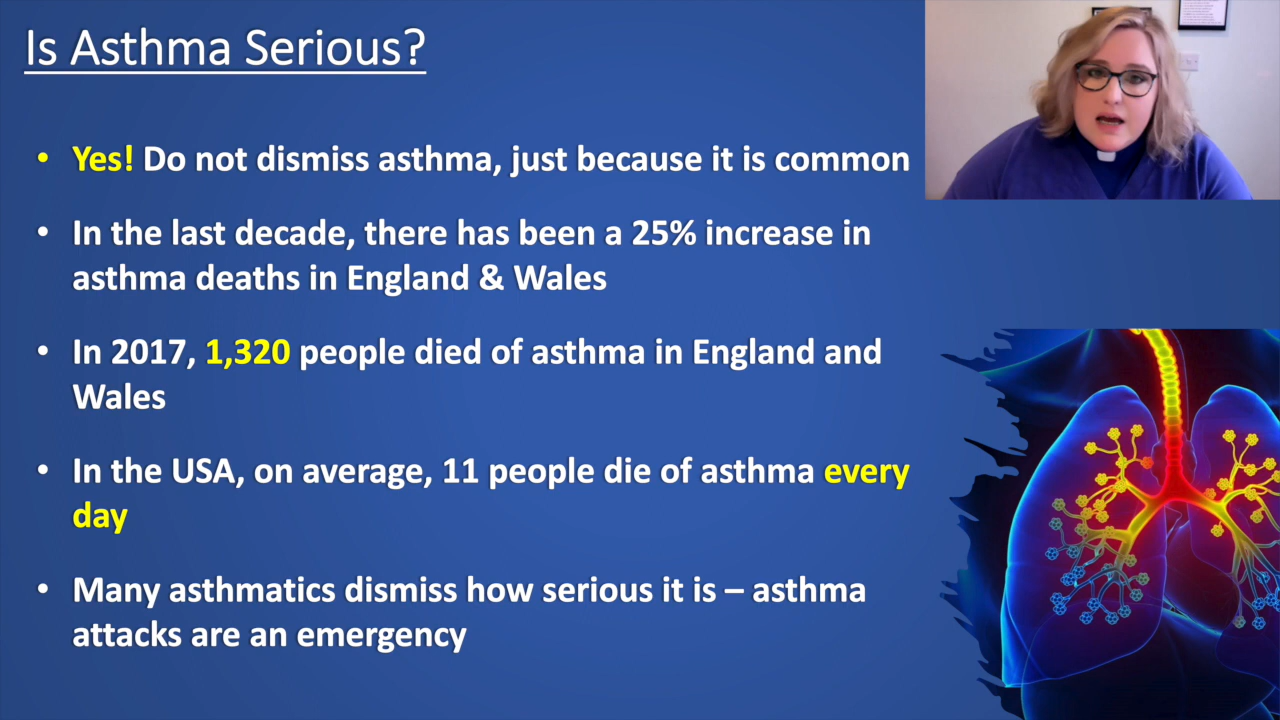 Is Asthma Serious?
• Yes! Do not dismiss asthma, just because it is common
• In the last decade, there has been a 25% increase in
asthma deaths in England & Wales
• In 2017, 1,320 people died of asthma in England and
Wales
• In the USA, on average, 11 people die of asthma every
day
• Many asthmatics dismiss how serious it is – asthma
attacks are an emergency